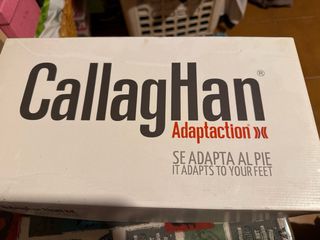 CallagHan®
Adaptaction
SE ADAPTA AL PIE
IT ADAPTS TO YOUR FEET